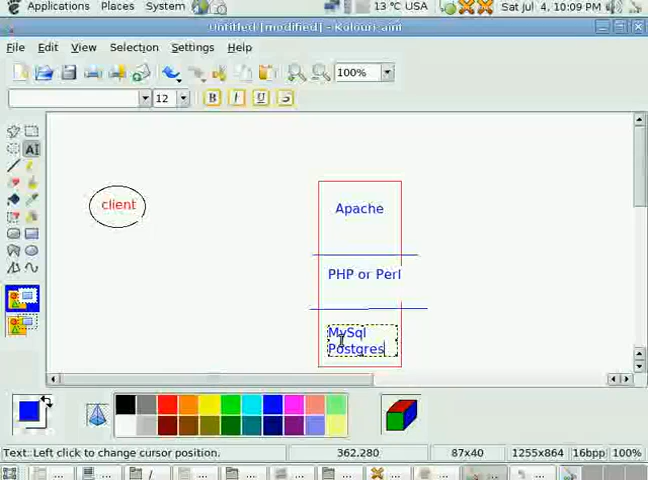 Applications Places System 13 °C USA Sat Jul 4, 10:09 PM
Untitled [modified] - KolourPaint
File Edit View Selection Settings Help
100%
12 B I U S
client
Apache
PHP or Perl
MySql
Postgres
Text: Left click to change cursor position. 362,280 87x40 1255x864 16bpp 100%